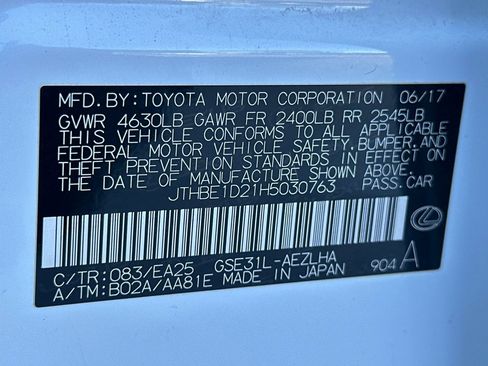 MFD. BY: TOYOTA MOTOR CORPORATION 06/17
GVWR 4630LB GAWR FR 2400LB RR 2545LB
THIS VEHICLE CONFORMS TO ALL APPLICABLE
FEDERAL MOTOR VEHICLE SAFETY, BUMPER, AND
THEFT PREVENTION STANDARDS IN EFFECT ON
THE DATE OF MANUFACTURE SHOWN ABOVE.
JTHBE1D21H5030763 PASS.CAR
C/TR: 083/EA25 GSE31L-AEZLHA
A/TM: B02A/AA81E MADE IN JAPAN 904 A